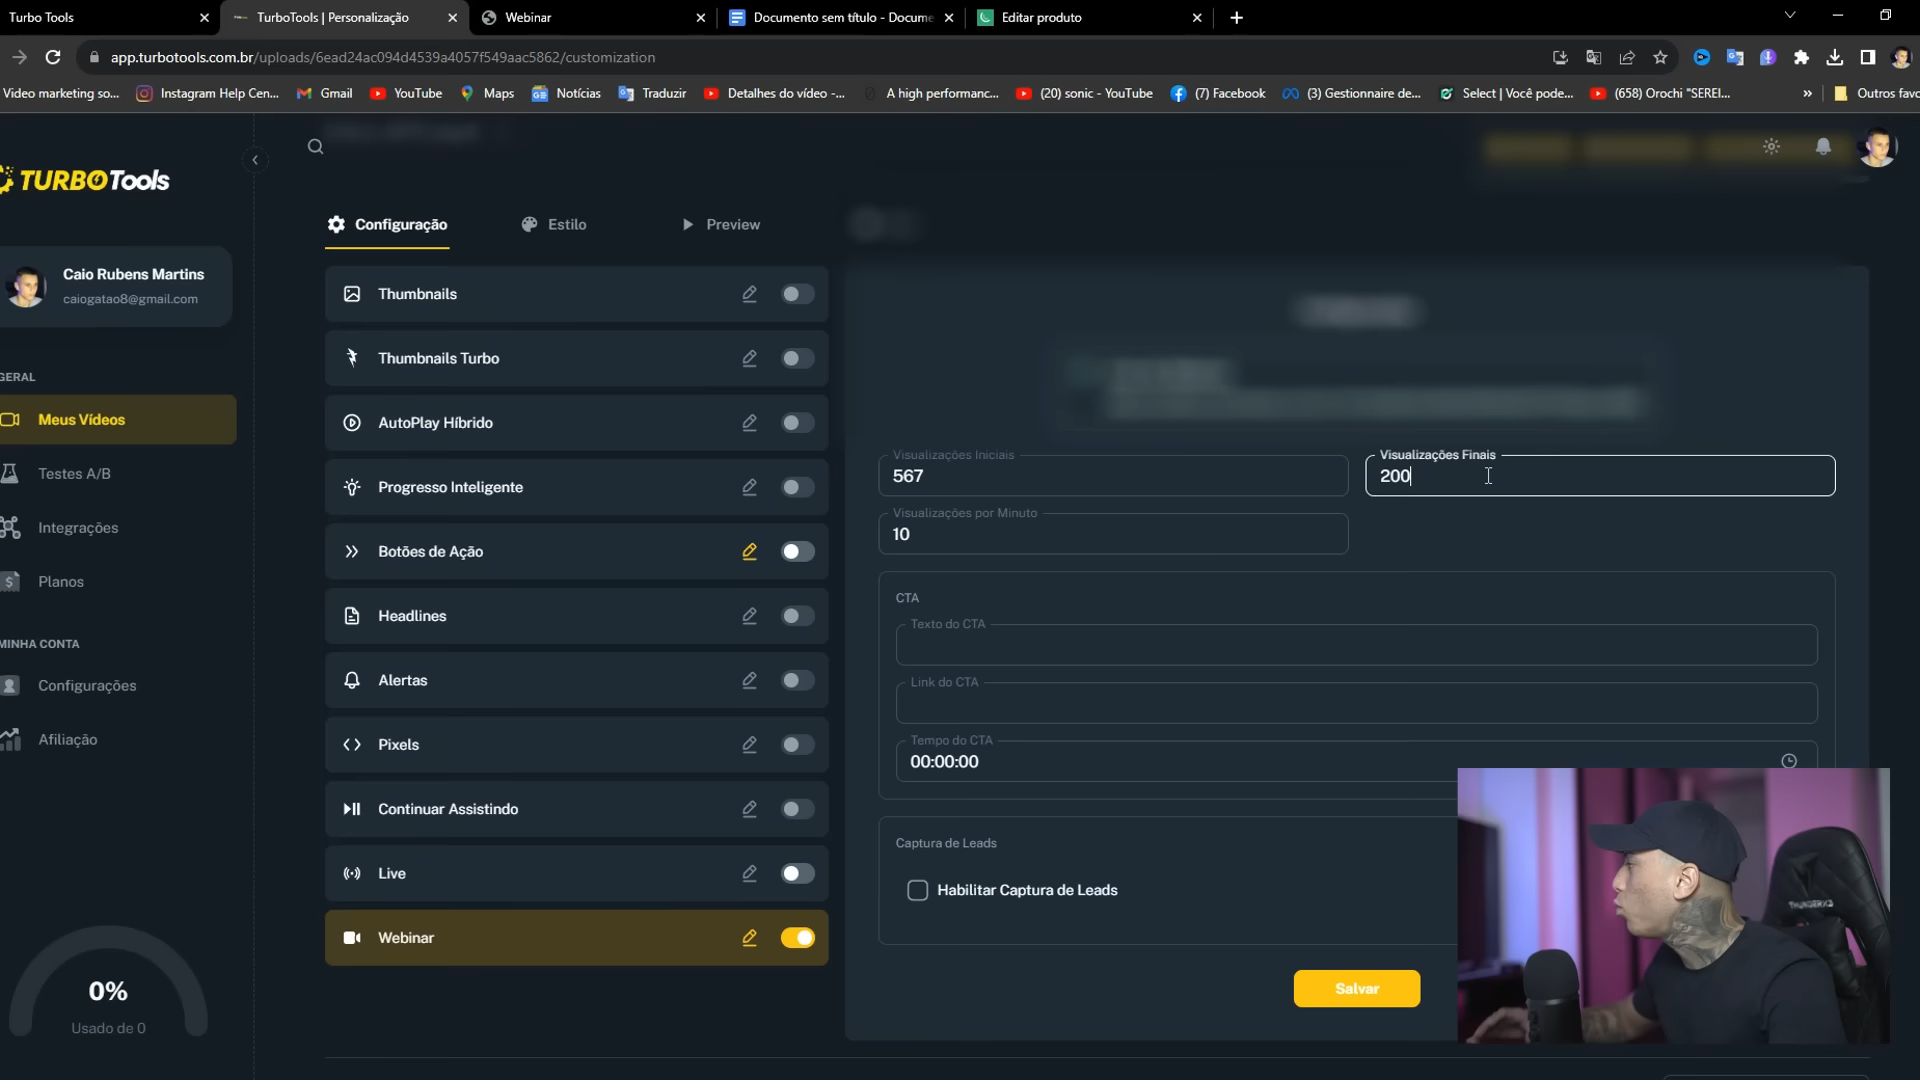 Turbo Tools
TurboTools | Personalização
Webinar
Documento sem título - Docume
Editar produto
app.turbotools.com.br/uploads/6ead24ac094d4539a4057f549aac5862/customization
Video marketing so...
Instagram Help Cen...
Gmail
YouTube
Maps
Notícias
Traduzir
Detalhes do vídeo -...
A high performanc...
(20) sonic - YouTube
(7) Facebook
(3) Gestionnaire de...
Select | Você pode...
(658) Orochi "SEREI...
»
Outros favo
TURBOTools
Configuração
Estilo
Preview
Caio Rubens Martins
caiogatao8@gmail.com
GERAL
Meus Vídeos
Testes A/B
Integrações
Planos
MINHA CONTA
Configurações
Afiliação
0%
Usado de 0
Thumbnails
Thumbnails Turbo
AutoPlay Híbrido
Progresso Inteligente
Botões de Ação
Headlines
Alertas
Pixels
Continuar Assistindo
Live
Webinar
Visualizações Iniciais
567
Visualizações Finais
200
Visualizações por Minuto
10
CTA
Texto do CTA
Link do CTA
Tempo do CTA
00:00:00
Captura de Leads
Habilitar Captura de Leads
Salvar